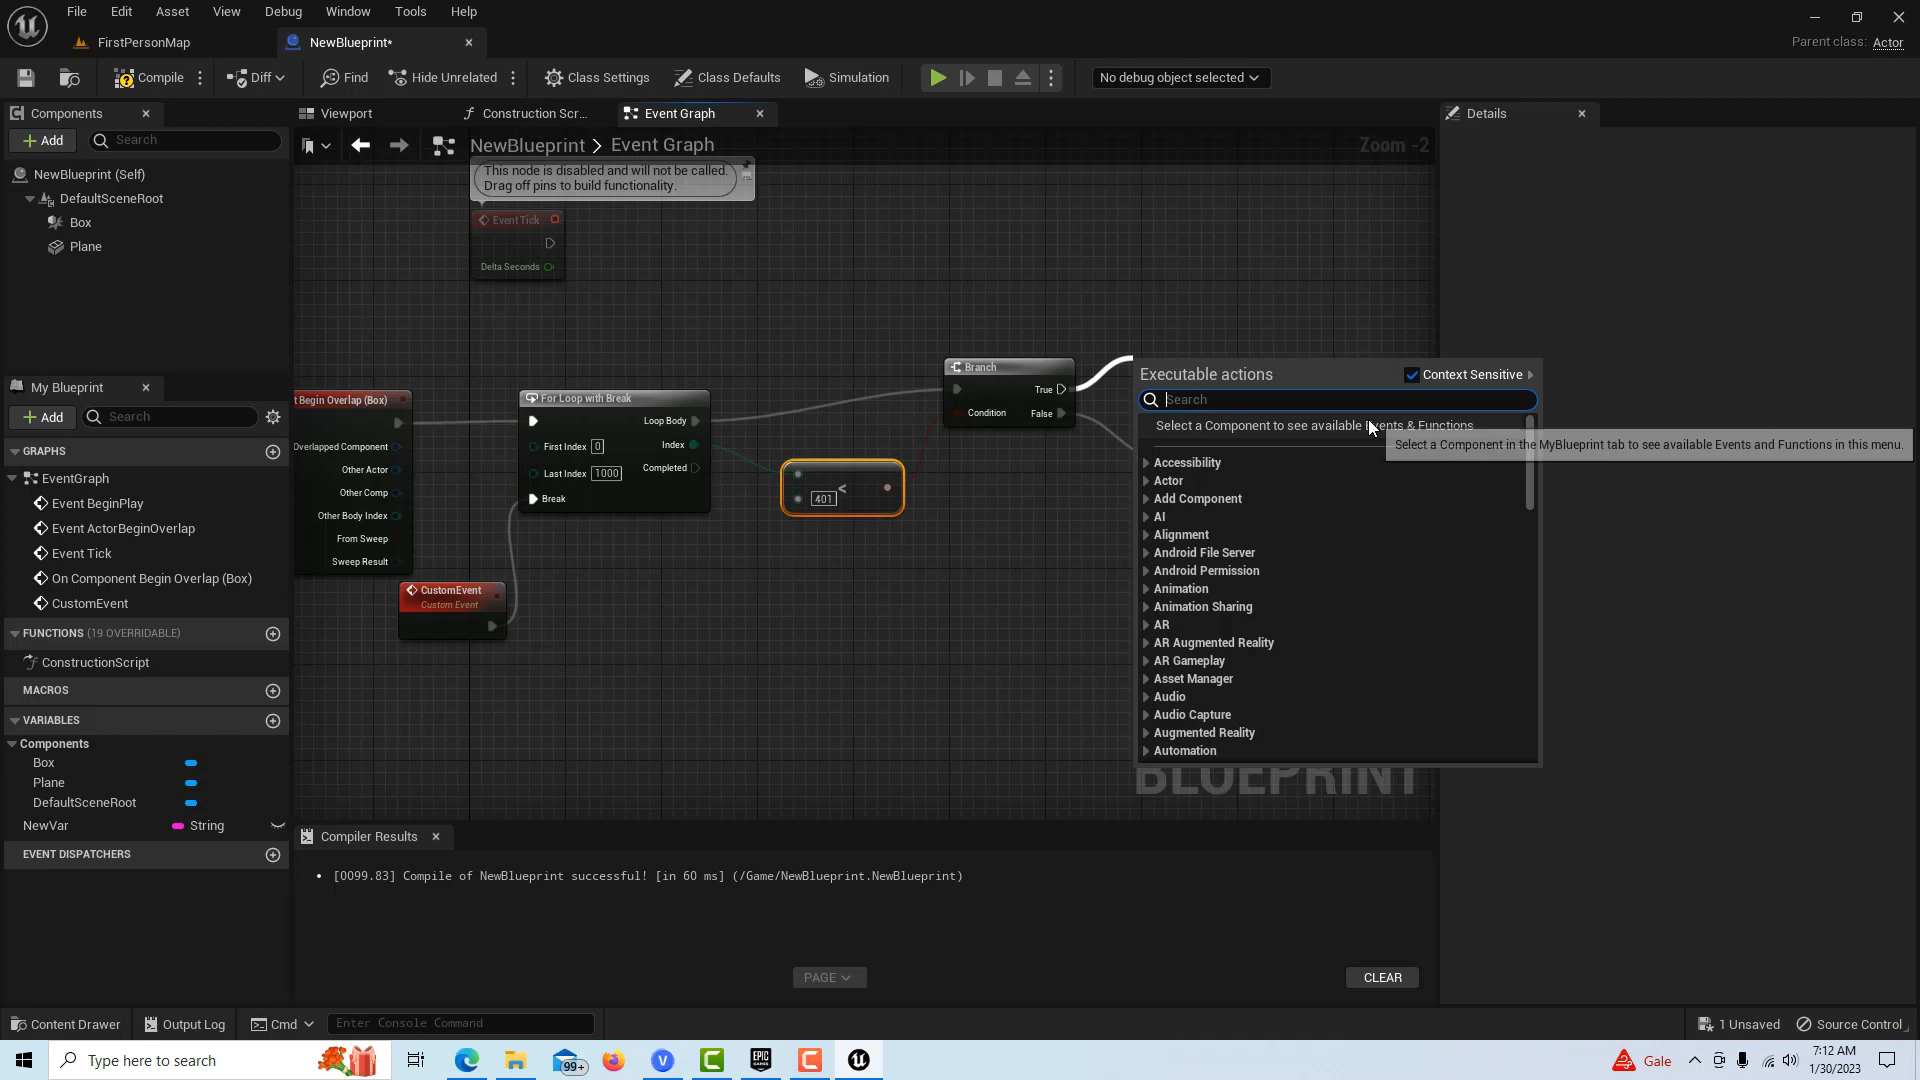 File Edit Asset View Debug Window Tools Help
FirstPersonMap
NewBlueprint*
Parent class: Actor
Compile
Diff
Find
Hide Unrelated
Class Settings
Class Defaults
Simulation
No debug object selected
Components
Add
Search
NewBlueprint (Self)
DefaultSceneRoot
Box
Plane
My Blueprint
Add
Search
GRAPHS
EventGraph
Event BeginPlay
Event ActorBeginOverlap
Event Tick
On Component Begin Overlap (Box)
CustomEvent
FUNCTIONS (19 OVERRIDABLE)
ConstructionScript
MACROS
VARIABLES
Components
Box
Plane
DefaultSceneRoot
NewVar String
EVENT DISPATCHERS
Viewport
Construction Scr...
Event Graph
NewBlueprint > Event Graph
Zoom -2
This node is disabled and will not be called.
Drag off pins to build functionality.
Event Tick
Delta Seconds
t Begin Overlap (Box)
Overlapped Component
Other Actor
Other Comp
Other Body Index
From Sweep
Sweep Result
CustomEvent
Custom Event
For Loop with Break
Loop Body
First Index 0
Index
Last Index 1000
Completed
Break
<
401
Branch
True
Condition
False
Executable actions
Context Sensitive
Search
Select a Component to see available Events & Functions
Select a Component in the MyBlueprint tab to see available Events and Functions in this menu.
Accessibility
Actor
Add Component
AI
Alignment
Android File Server
Android Permission
Animation
Animation Sharing
AR
AR Augmented Reality
AR Gameplay
Asset Manager
Audio
Audio Capture
Augmented Reality
Automation
BLUEPRINT
Details
Compiler Results
[0099.83] Compile of NewBlueprint successful! [in 60 ms] (/Game/NewBlueprint.NewBlueprint)
PAGE
CLEAR
Content Drawer
Output Log
Cmd
Enter Console Command
1 Unsaved
Source Control
Type here to search
99+
V
EPIC GAMES
Gale
7:12 AM
1/30/2023